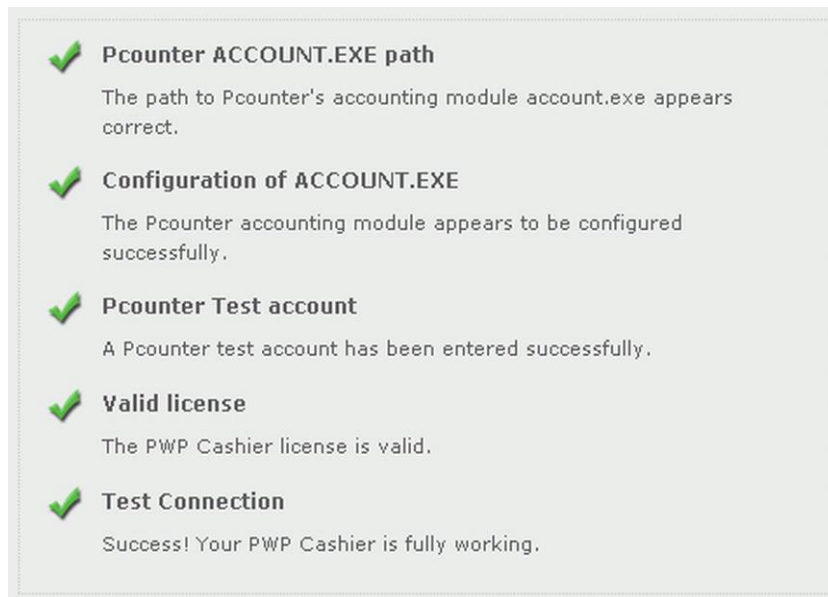 Pcounter ACCOUNT.EXE path
The path to Pcounter's accounting module account.exe appears
correct.
Configuration of ACCOUNT.EXE
The Pcounter accounting module appears to be configured
successfully.
Pcounter Test account
A Pcounter test account has been entered successfully.
Valid license
The PWP Cashier license is valid.
Test Connection
Success! Your PWP Cashier is fully working.